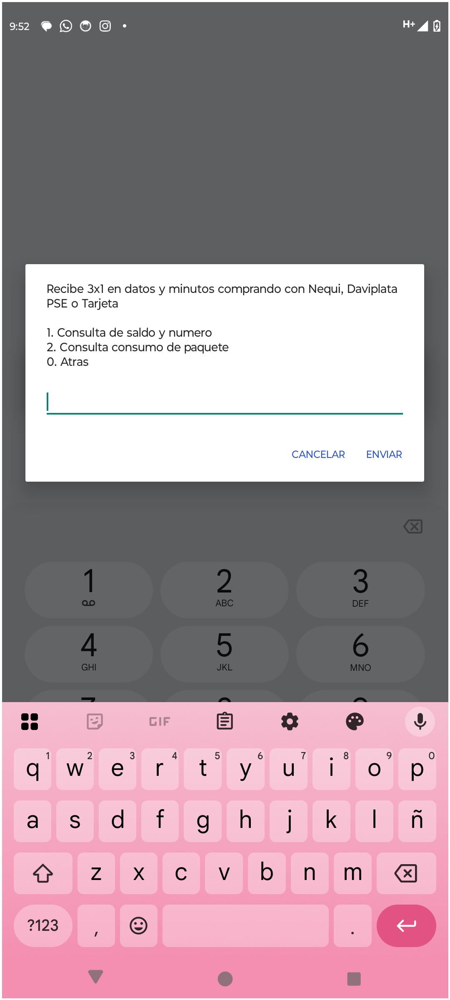 9:52
H+
Recibe 3x1 en datos y minutos comprando con Nequi, Daviplata
PSE o Tarjeta
1. Consulta de saldo y numero
2. Consulta consumo de paquete
0. Atras
CANCELAR ENVIAR
1 2 3
ABC DEF
4 5 6
GHI JKL MNO
GIF
1 2 3 4 5 6 7 8 9 0
q w e r t y u i o p
a s d f g h j k l ñ
z x c v b n m
?123 , .